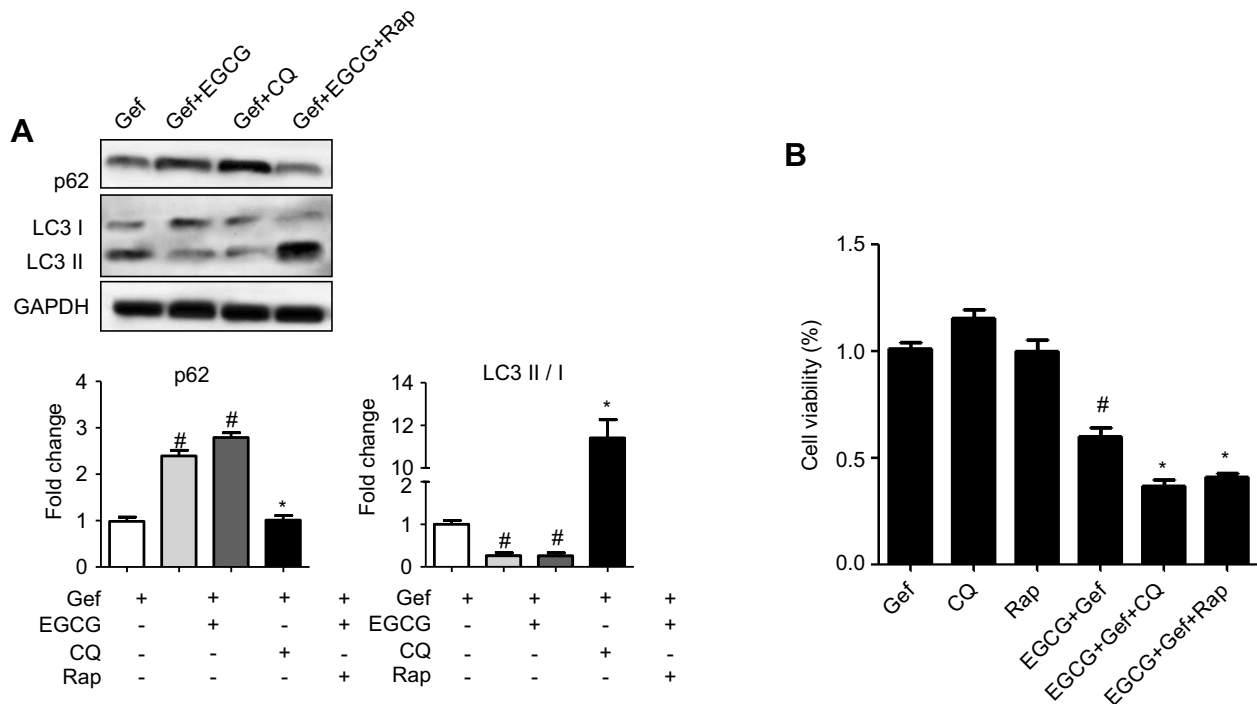 A
Gef
Gef+EGCG
Gef+CQ
Gef+EGCG+Rap
p62
LC3 I
LC3 II
GAPDH
p62
Fold change
4
3
2
1
0
#
#
*
Gef + + + +
EGCG - + - +
CQ - - + -
Rap - - - +
LC3 II / I
Fold change
14
12
10
2
1
0
#
#
*
Gef + + + +
EGCG - + - +
CQ - - + -
Rap - - - +
B
Cell viability (%)
1.5
1.0
0.5
0.0
#
*
*
Gef
CQ
Rap
EGCG+Gef
EGCG+Gef+CQ
EGCG+Gef+Rap